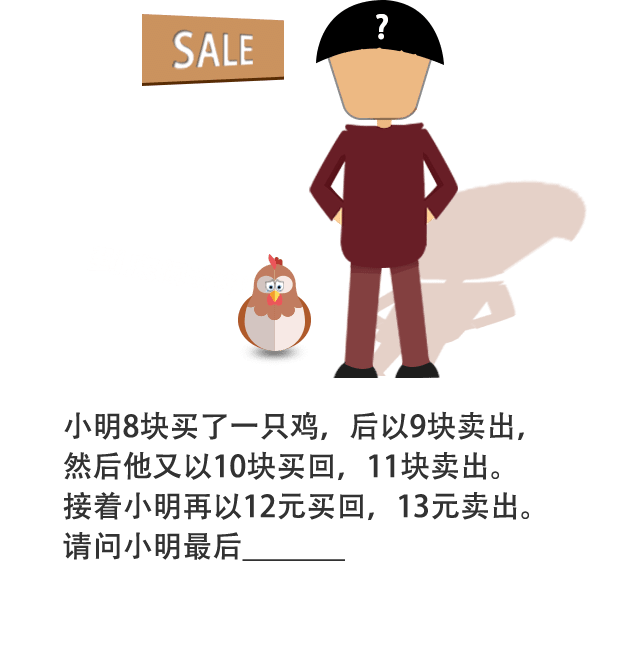 SALE
?
小明8块买了一只鸡，后以9块卖出，
然后他又以10块买回，11块卖出。
接着小明再以12元买回，13元卖出。
请问小明最后_______